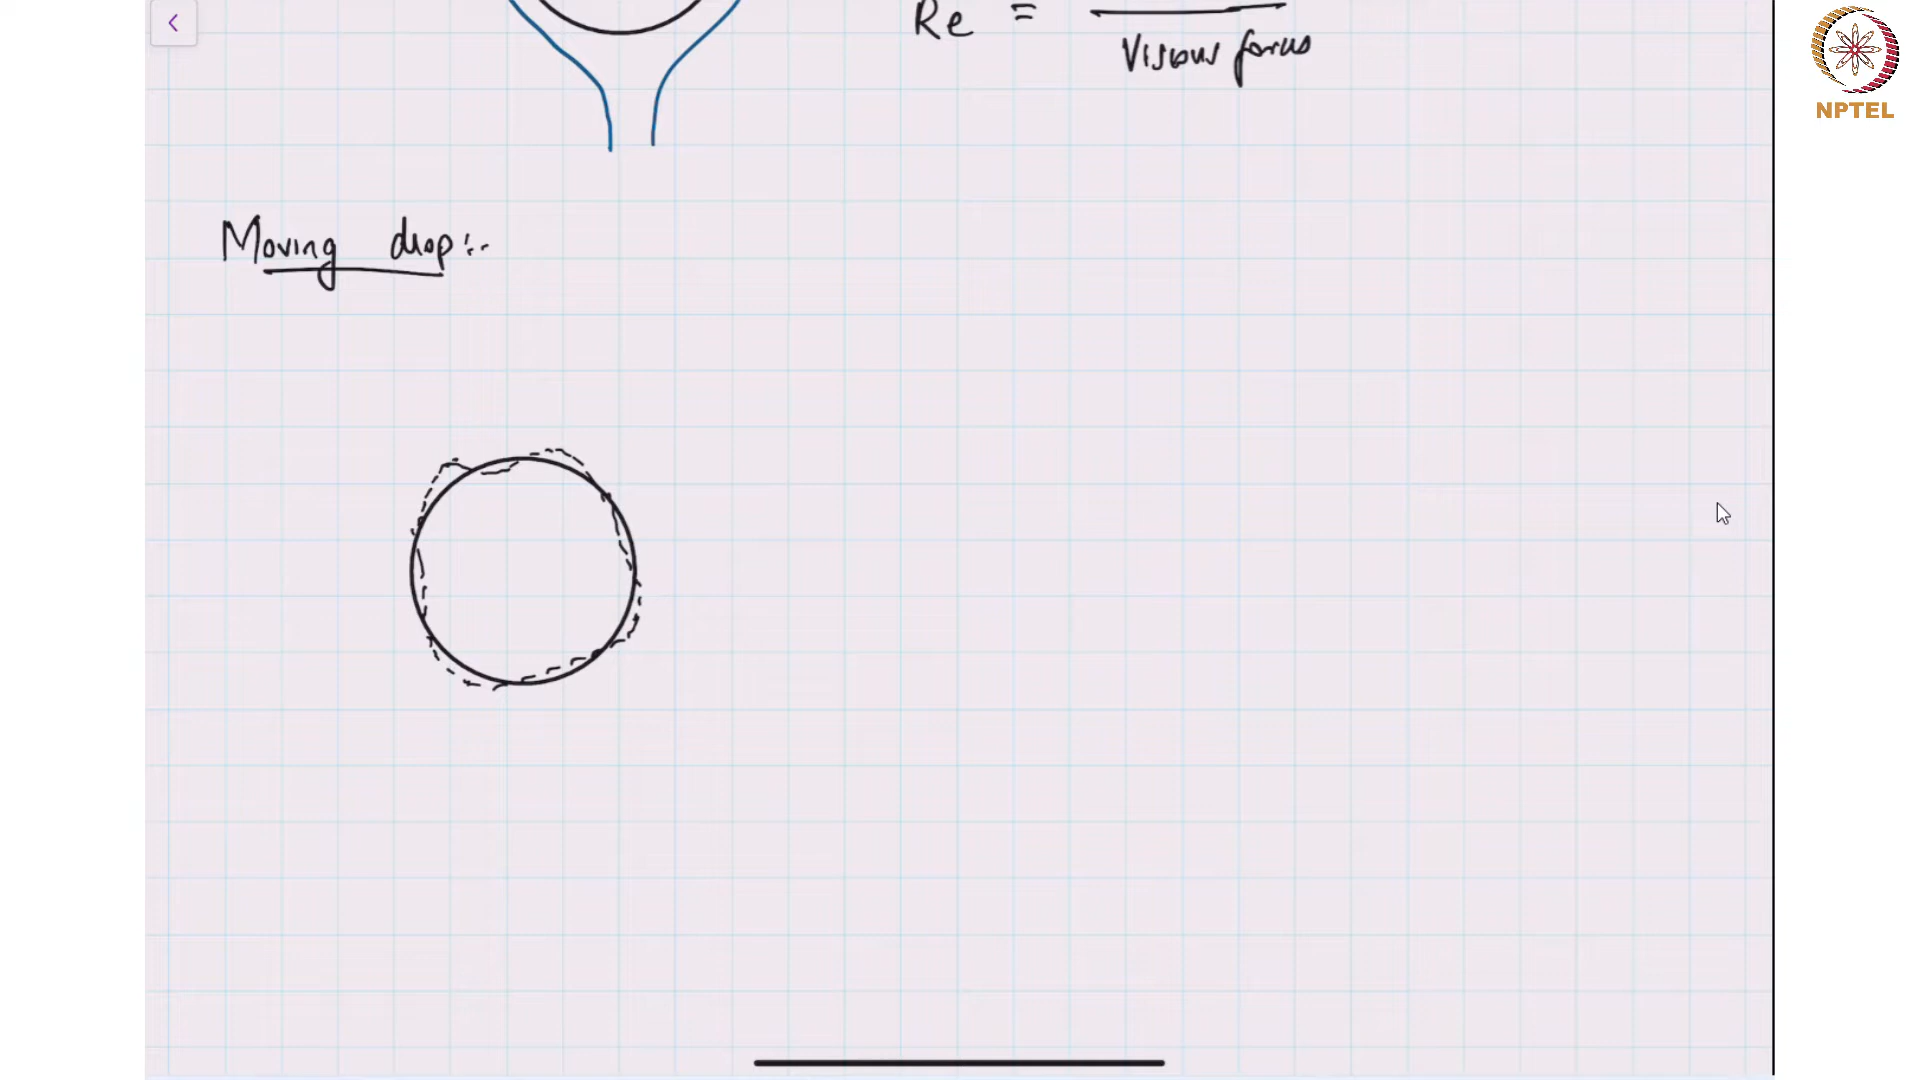 Re =
Viscous forces
NPTEL
Moving drop:-